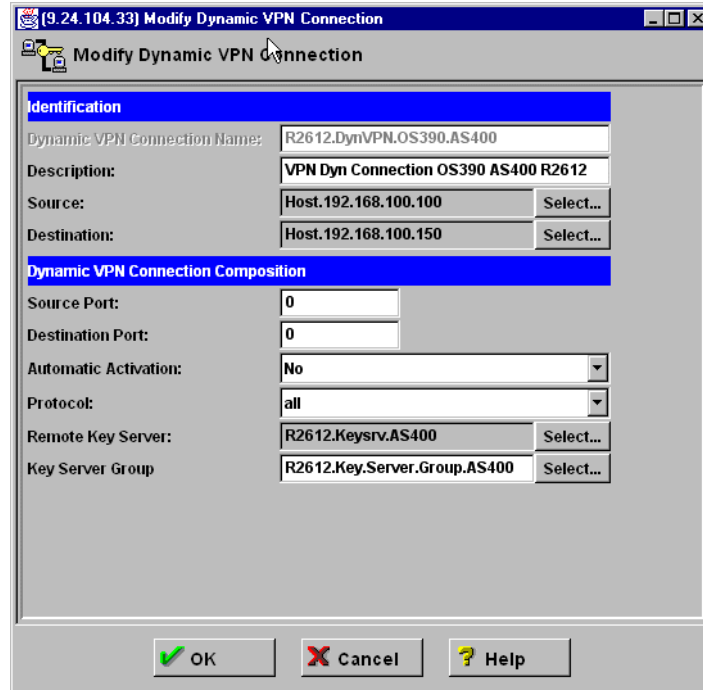 (9.24.104.33) Modify Dynamic VPN Connection
Modify Dynamic VPN Connection
Identification
Dynamic VPN Connection Name: R2612.DynVPN.OS390.AS400
Description: VPN Dyn Connection OS390 AS400 R2612
Source: Host.192.168.100.100 Select...
Destination: Host.192.168.100.150 Select...
Dynamic VPN Connection Composition
Source Port: 0
Destination Port: 0
Automatic Activation: No
Protocol: all
Remote Key Server: R2612.Keysrv.AS400 Select...
Key Server Group R2612.Key.Server.Group.AS400 Select...
OK Cancel ? Help